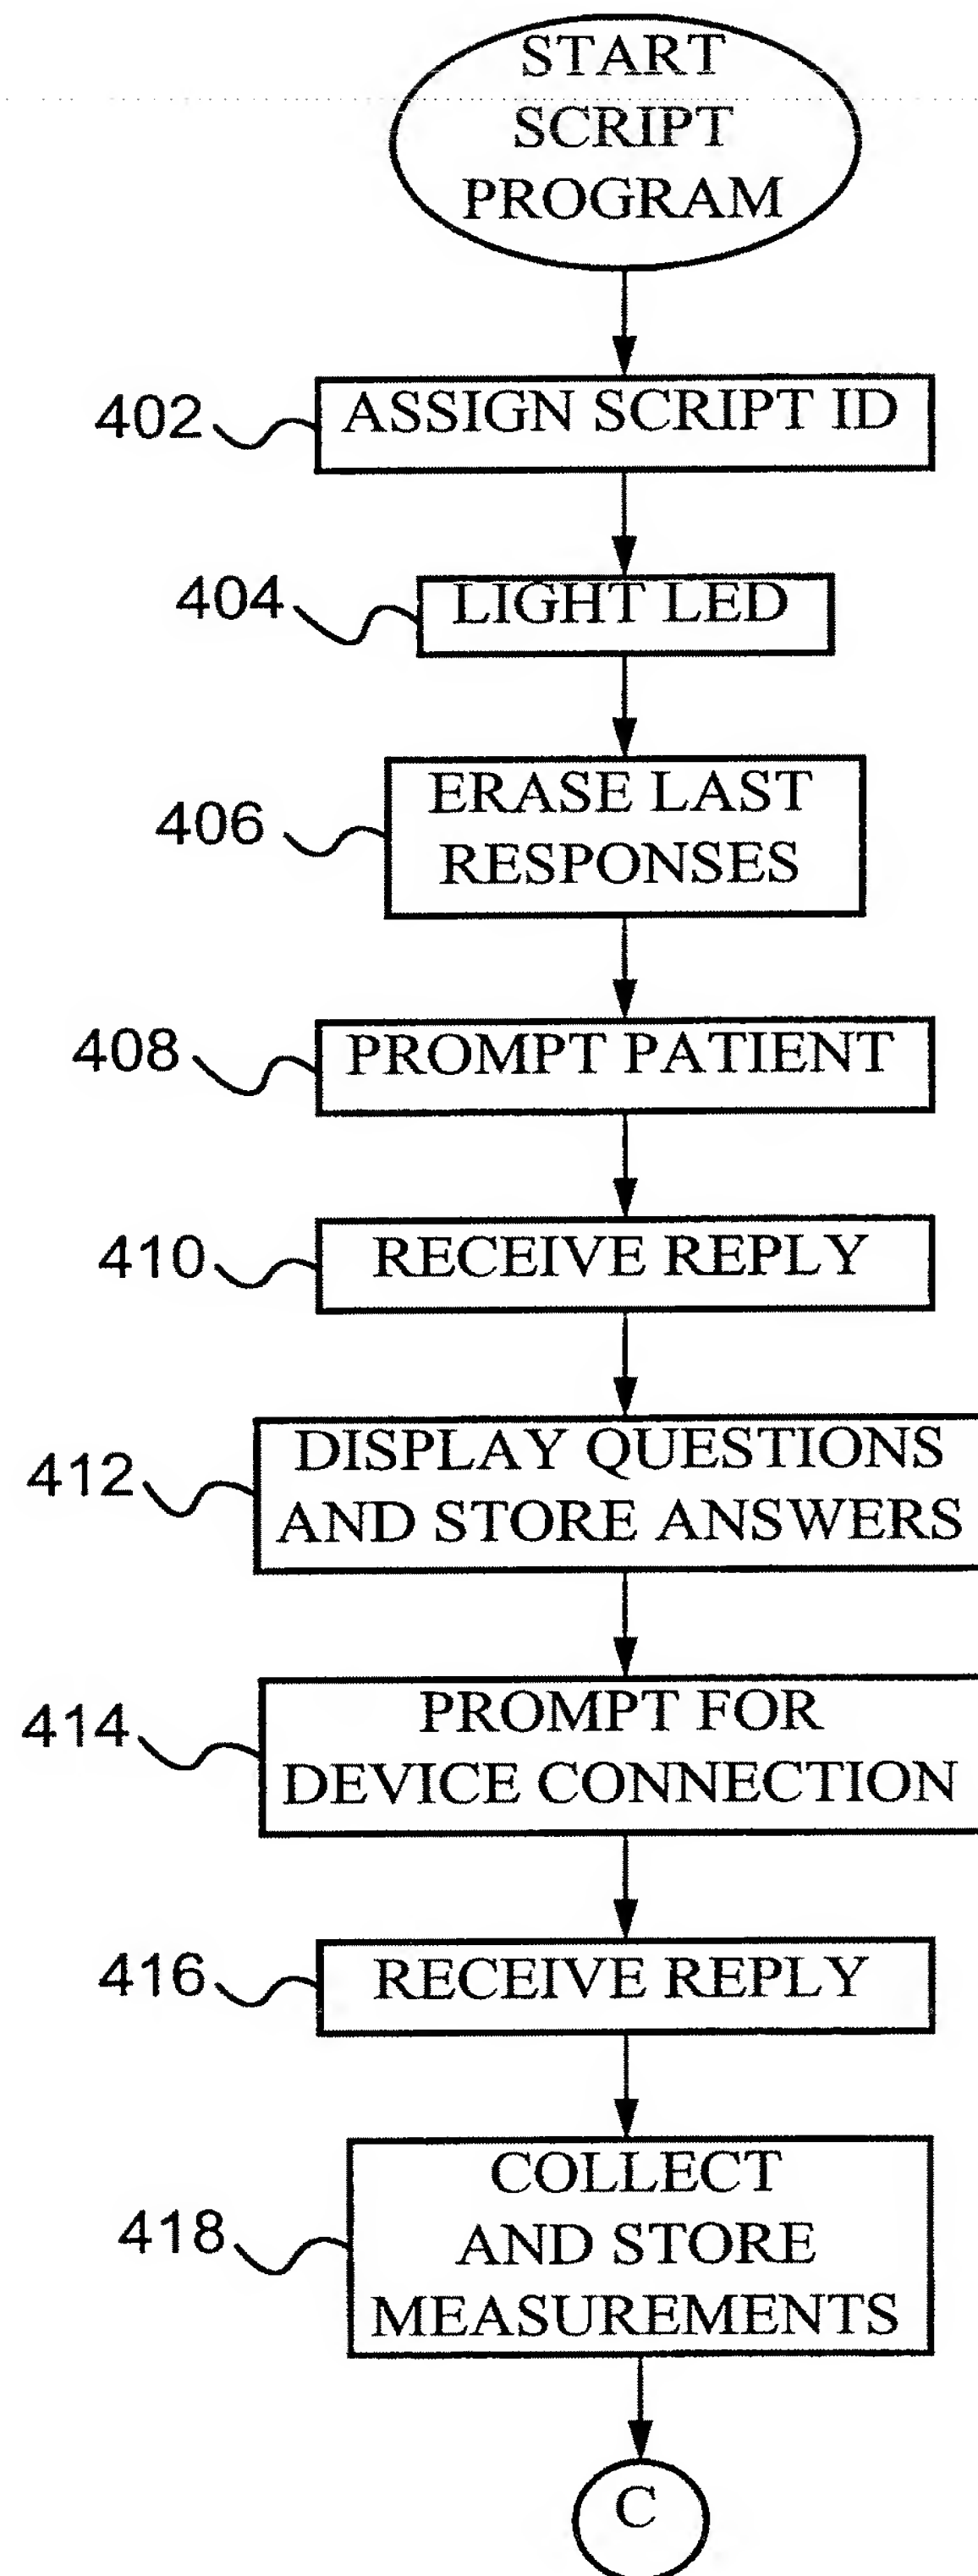 START
SCRIPT
PROGRAM
402
ASSIGN SCRIPT ID
404
LIGHT LED
406
ERASE LAST
RESPONSES
408
PROMPT PATIENT
410
RECEIVE REPLY
412
DISPLAY QUESTIONS
AND STORE ANSWERS
414
PROMPT FOR
DEVICE CONNECTION
416
RECEIVE REPLY
418
COLLECT
AND STORE
MEASUREMENTS
C